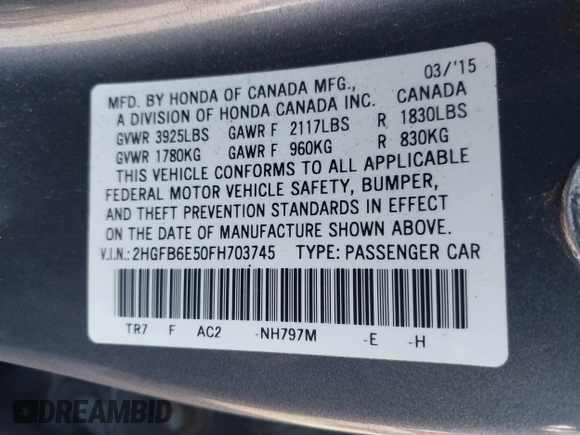 MFD. BY HONDA OF CANADA MFG., 03/'15
A DIVISION OF HONDA CANADA INC. CANADA
GVWR 3925LBS GAWR F 2117LBS R 1830LBS
GVWR 1780KG GAWR F 960KG R 830KG
THIS VEHICLE CONFORMS TO ALL APPLICABLE
FEDERAL MOTOR VEHICLE SAFETY, BUMPER,
AND THEFT PREVENTION STANDARDS IN EFFECT
ON THE DATE OF MANUFACTURE SHOWN ABOVE.
V.I.N.: 2HGFB6E50FH703745 TYPE: PASSENGER CAR
TR7 F AC2 -NH797M -E -H
DREAMBID